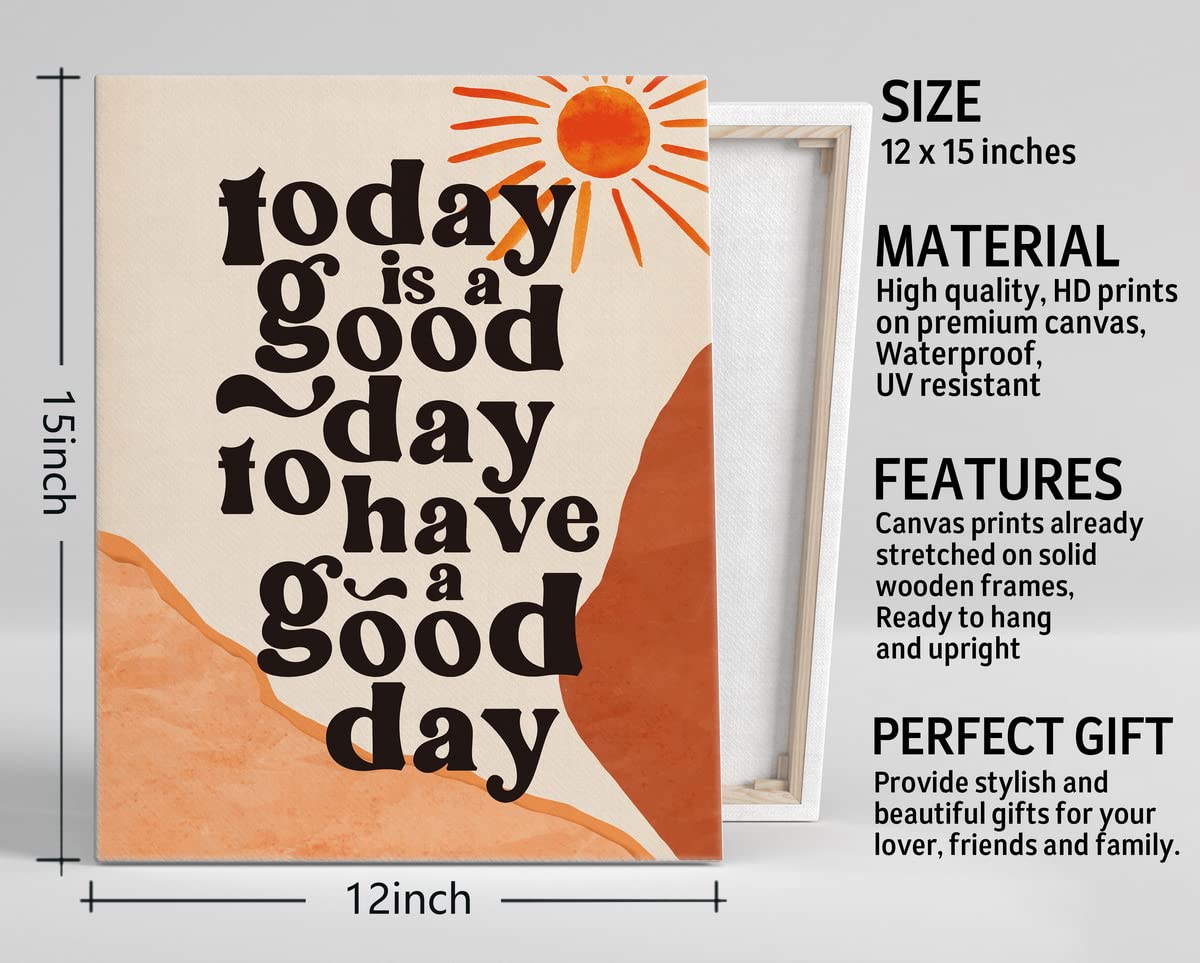 today
is a
good
day
to have
a
good
day
15inch
12inch
SIZE
12 x 15 inches
MATERIAL
High quality, HD prints
on premium canvas,
Waterproof,
UV resistant
FEATURES
Canvas prints already
stretched on solid
wooden frames,
Ready to hang
and upright
PERFECT GIFT
Provide stylish and
beautiful gifts for your
lover, friends and family.